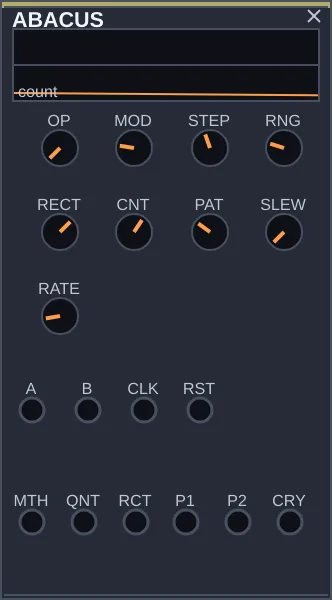 ABACUS
count
OP MOD STEP RNG
RECT CNT PAT SLEW
RATE
A B CLK RST
MTH QNT RCT P1 P2 CRY